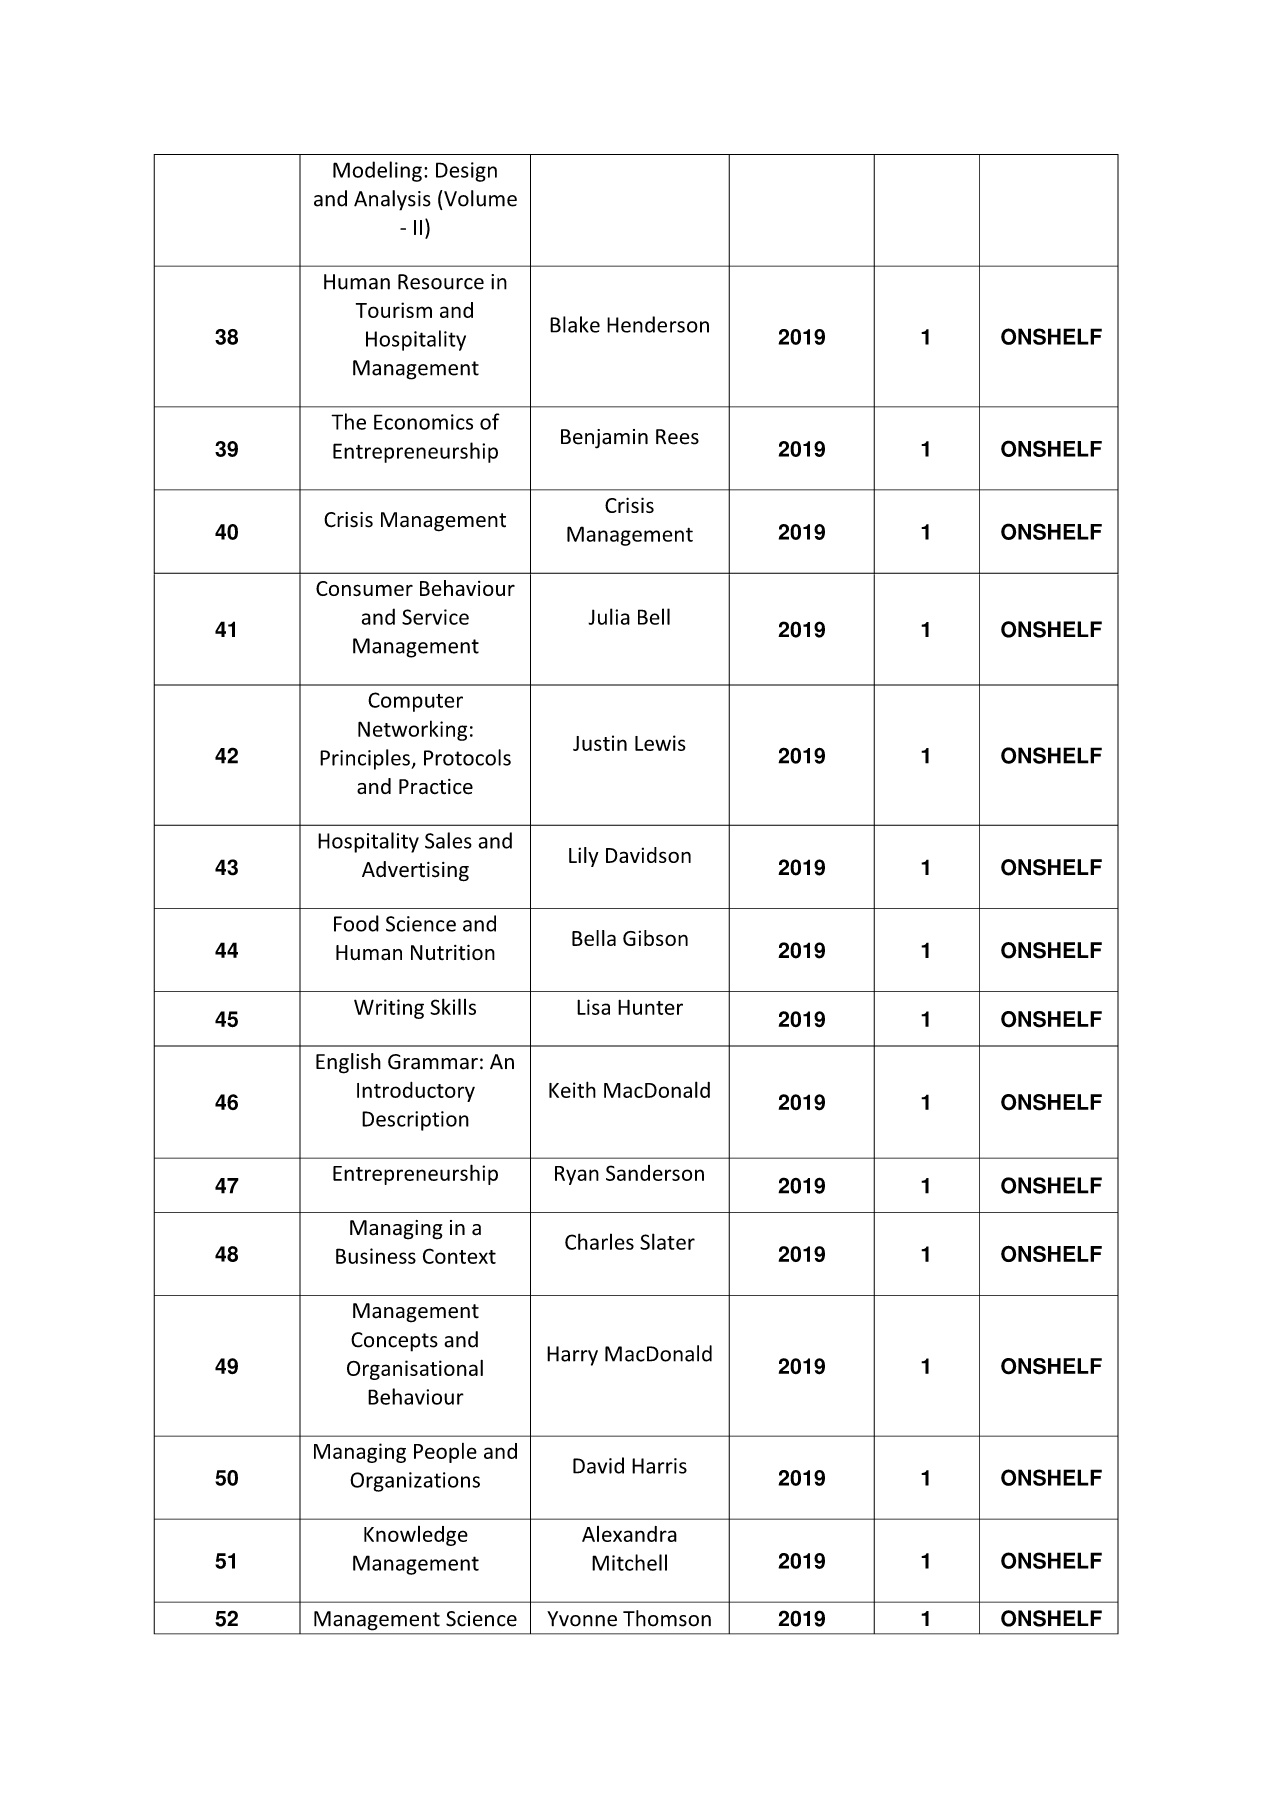 Modeling: Design
and Analysis (Volume
- II)
38
Human Resource in
Tourism and
Hospitality
Management
Blake Henderson
2019
1
ONSHELF
39
The Economics of
Entrepreneurship
Benjamin Rees
2019
1
ONSHELF
40
Crisis Management
Crisis
Management
2019
1
ONSHELF
41
Consumer Behaviour
and Service
Management
Julia Bell
2019
1
ONSHELF
42
Computer
Networking:
Principles, Protocols
and Practice
Justin Lewis
2019
1
ONSHELF
43
Hospitality Sales and
Advertising
Lily Davidson
2019
1
ONSHELF
44
Food Science and
Human Nutrition
Bella Gibson
2019
1
ONSHELF
45
Writing Skills
Lisa Hunter
2019
1
ONSHELF
46
English Grammar: An
Introductory
Description
Keith MacDonald
2019
1
ONSHELF
47
Entrepreneurship
Ryan Sanderson
2019
1
ONSHELF
48
Managing in a
Business Context
Charles Slater
2019
1
ONSHELF
49
Management
Concepts and
Organisational
Behaviour
Harry MacDonald
2019
1
ONSHELF
50
Managing People and
Organizations
David Harris
2019
1
ONSHELF
51
Knowledge
Management
Alexandra
Mitchell
2019
1
ONSHELF
52
Management Science
Yvonne Thomson
2019
1
ONSHELF